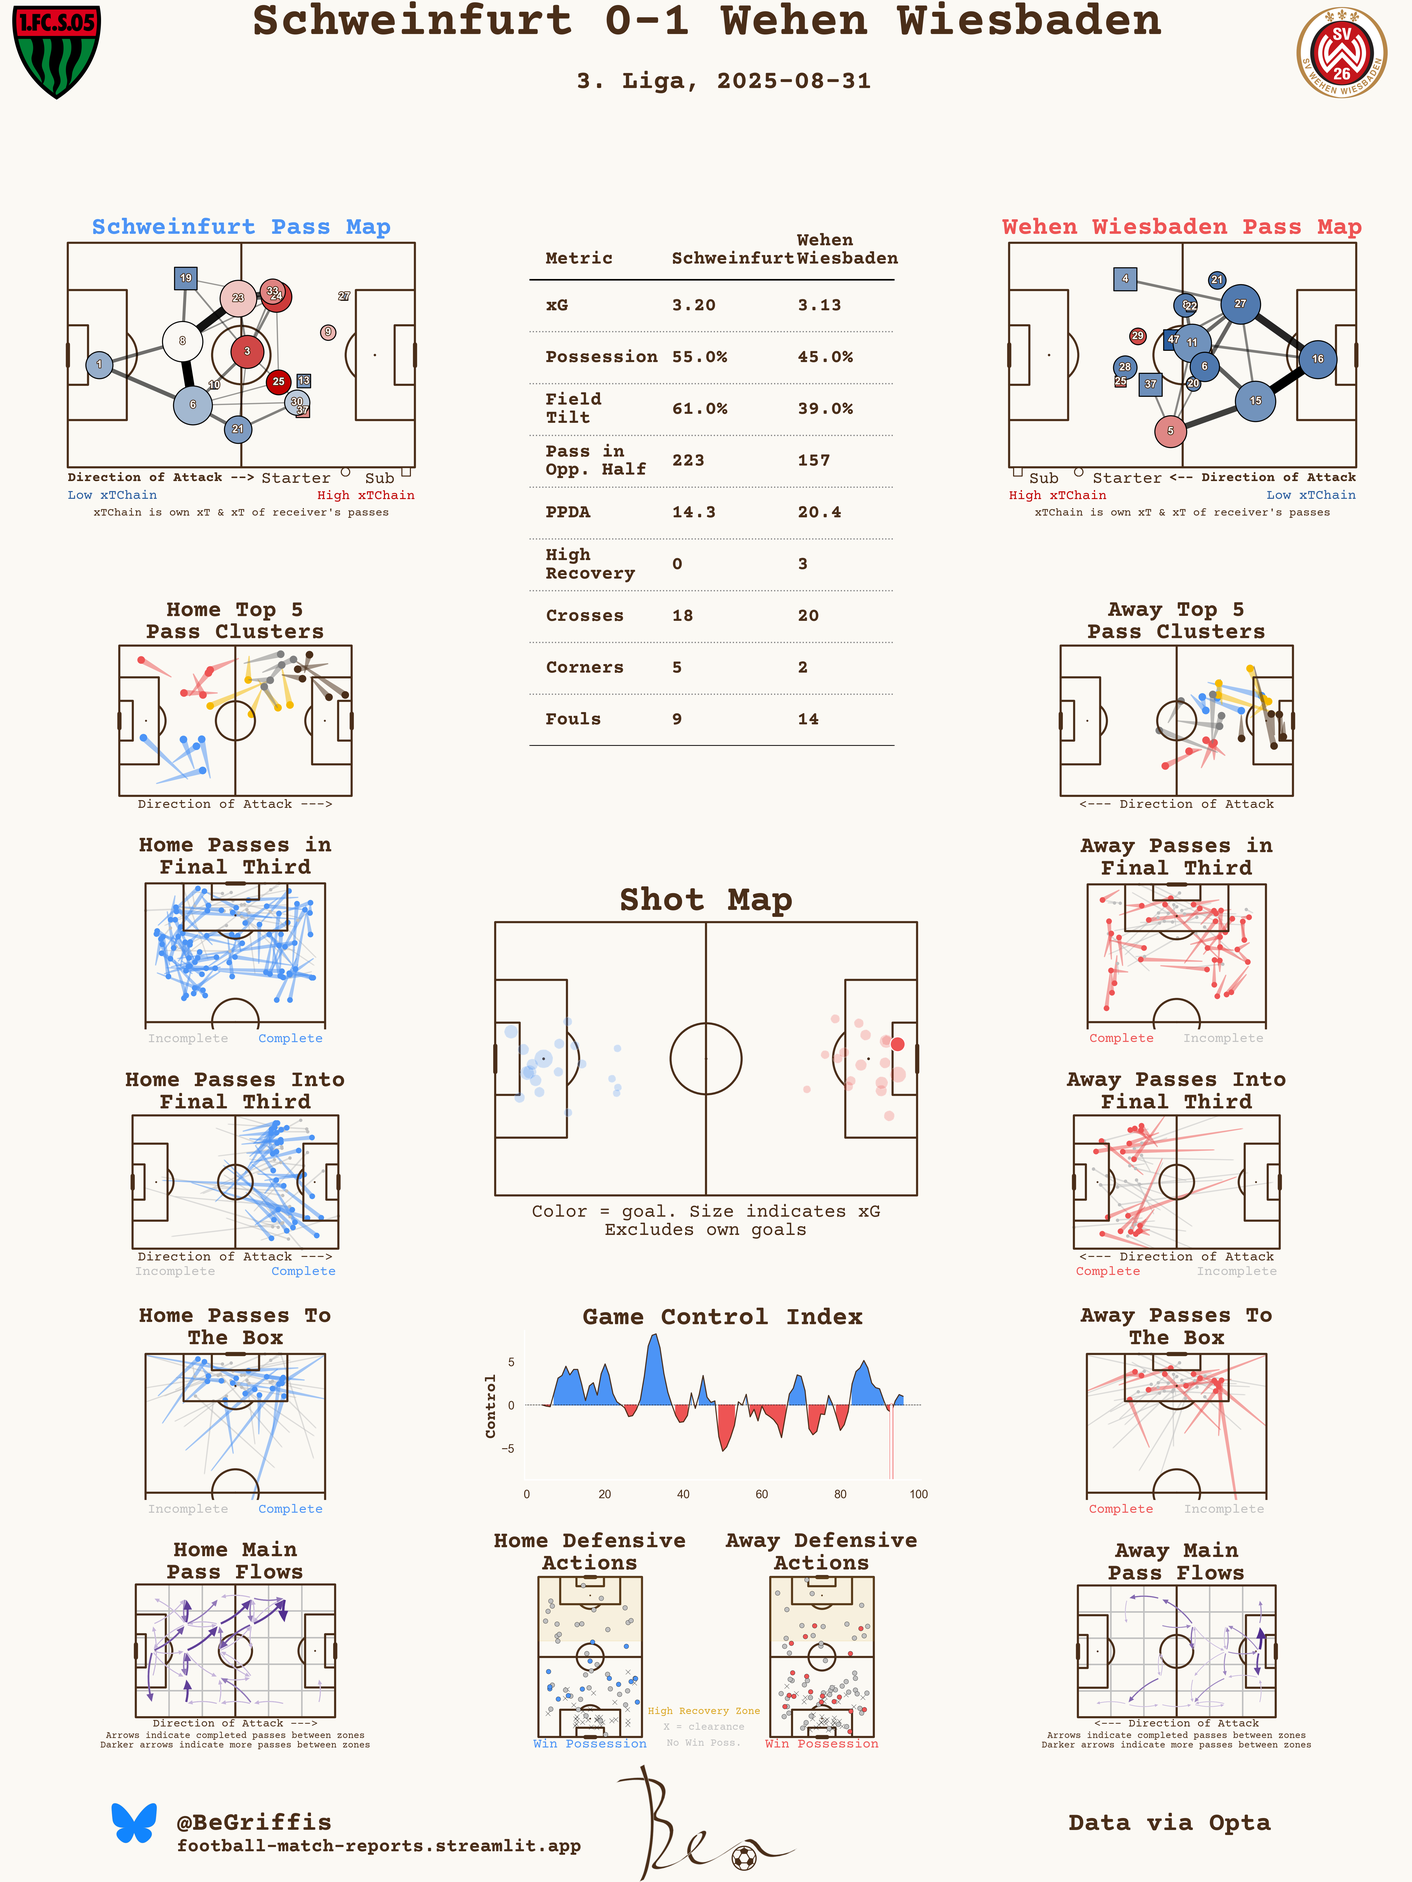 Schweinfurt 0-1 Wehen Wiesbaden
3. Liga, 2025-08-31
1.FC.S.05
SV
26
SV WEHEN WIESBADEN
Schweinfurt Pass Map
19
23
33
24
27
9
8
3
1
10
25
13
6
30
37
21
Direction of Attack --> Starter Sub
Low xTChain High xTChain
xTChain is own xT & xT of receiver's passes
Metric Schweinfurt Wehen Wiesbaden
xG 3.20 3.13
Possession 55.0% 45.0%
Field Tilt 61.0% 39.0%
Pass in Opp. Half 223 157
PPDA 14.3 20.4
High Recovery 0 3
Crosses 18 20
Corners 5 2
Fouls 9 14
Wehen Wiesbaden Pass Map
4
21
22
27
29
47
11
16
28
6
25
37
20
15
5
Sub Starter <-- Direction of Attack
High xTChain Low xTChain
xTChain is own xT & xT of receiver's passes
Home Top 5
Pass Clusters
Direction of Attack --->
Away Top 5
Pass Clusters
<--- Direction of Attack
Home Passes in
Final Third
Incomplete Complete
Away Passes in
Final Third
Complete Incomplete
Shot Map
Color = goal. Size indicates xG
Excludes own goals
Home Passes Into
Final Third
Direction of Attack --->
Incomplete Complete
Away Passes Into
Final Third
<--- Direction of Attack
Complete Incomplete
Home Passes To
The Box
Incomplete Complete
Game Control Index
Control
5
0
−5
0 20 40 60 80 100
Away Passes To
The Box
Complete Incomplete
Home Main
Pass Flows
Direction of Attack --->
Arrows indicate completed passes between zones
Darker arrows indicate more passes between zones
Home Defensive
Actions
Win Possession
High Recovery Zone
X = clearance
No Win Poss.
Away Defensive
Actions
Win Possession
Away Main
Pass Flows
<--- Direction of Attack
Arrows indicate completed passes between zones
Darker arrows indicate more passes between zones
@BeGriffis
football-match-reports.streamlit.app
Ben
Data via Opta